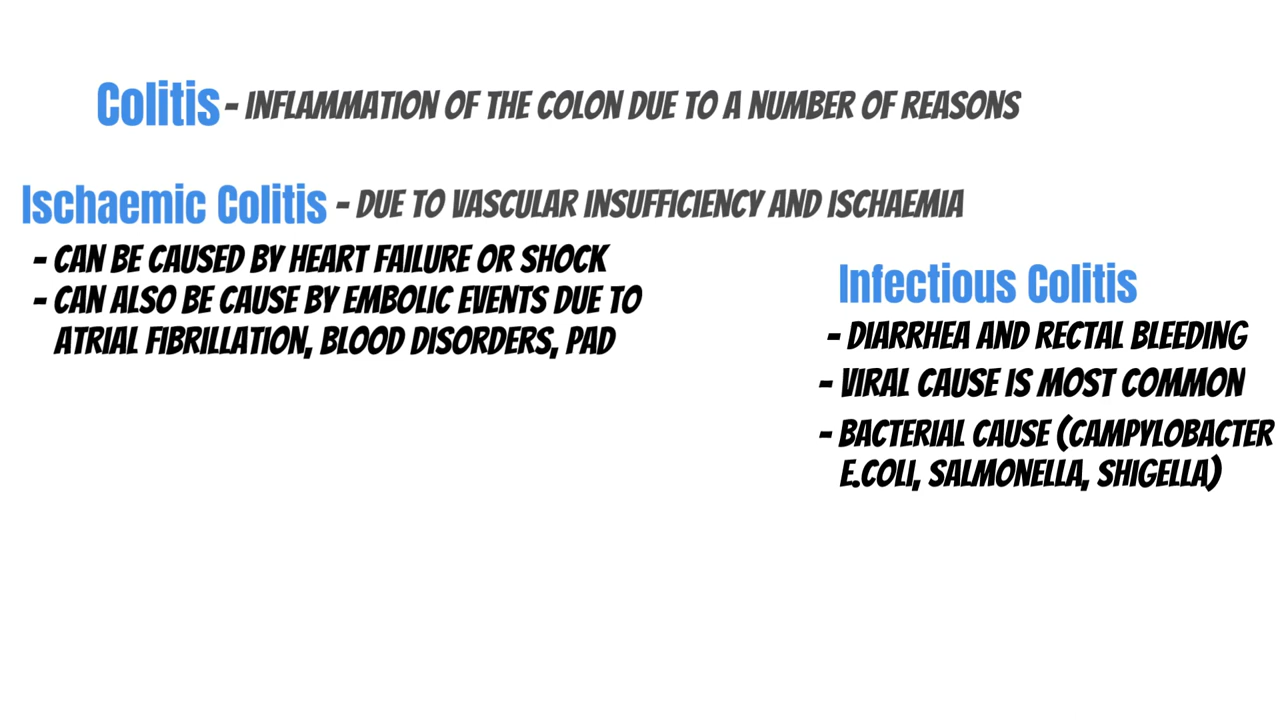 Colitis - INFLAMMATION OF THE COLON DUE TO A NUMBER OF REASONS
Ischaemic Colitis - DUE TO VASCULAR INSUFFICIENCY AND ISCHAEMIA
- CAN BE CAUSED BY HEART FAILURE OR SHOCK
- CAN ALSO BE CAUSE BY EMBOLIC EVENTS DUE TO
ATRIAL FIBRILLATION, BLOOD DISORDERS, PAD
Infectious Colitis
- DIARRHEA AND RECTAL BLEEDING
- VIRAL CAUSE IS MOST COMMON
- BACTERIAL CAUSE (CAMPYLOBACTER
E.COLI, SALMONELLA, SHIGELLA)